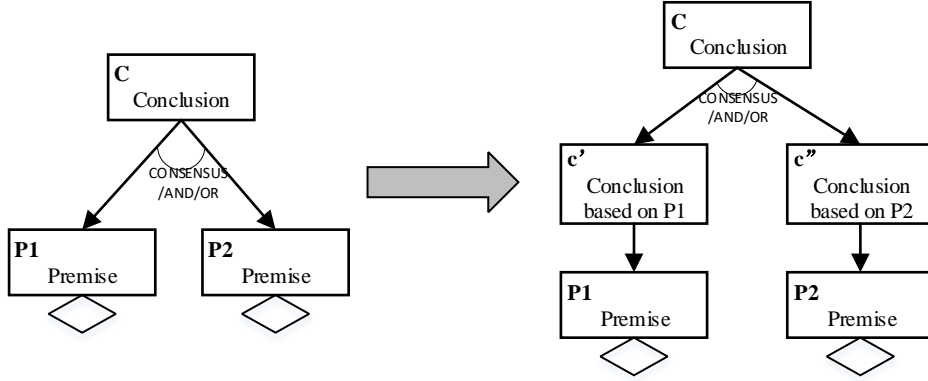 C
Conclusion
CONSENSUS
/AND/OR
P1
Premise
P2
Premise
C
Conclusion
CONSENSUS
/AND/OR
c’
Conclusion
based on P1
c”
Conclusion
based on P2
P1
Premise
P2
Premise